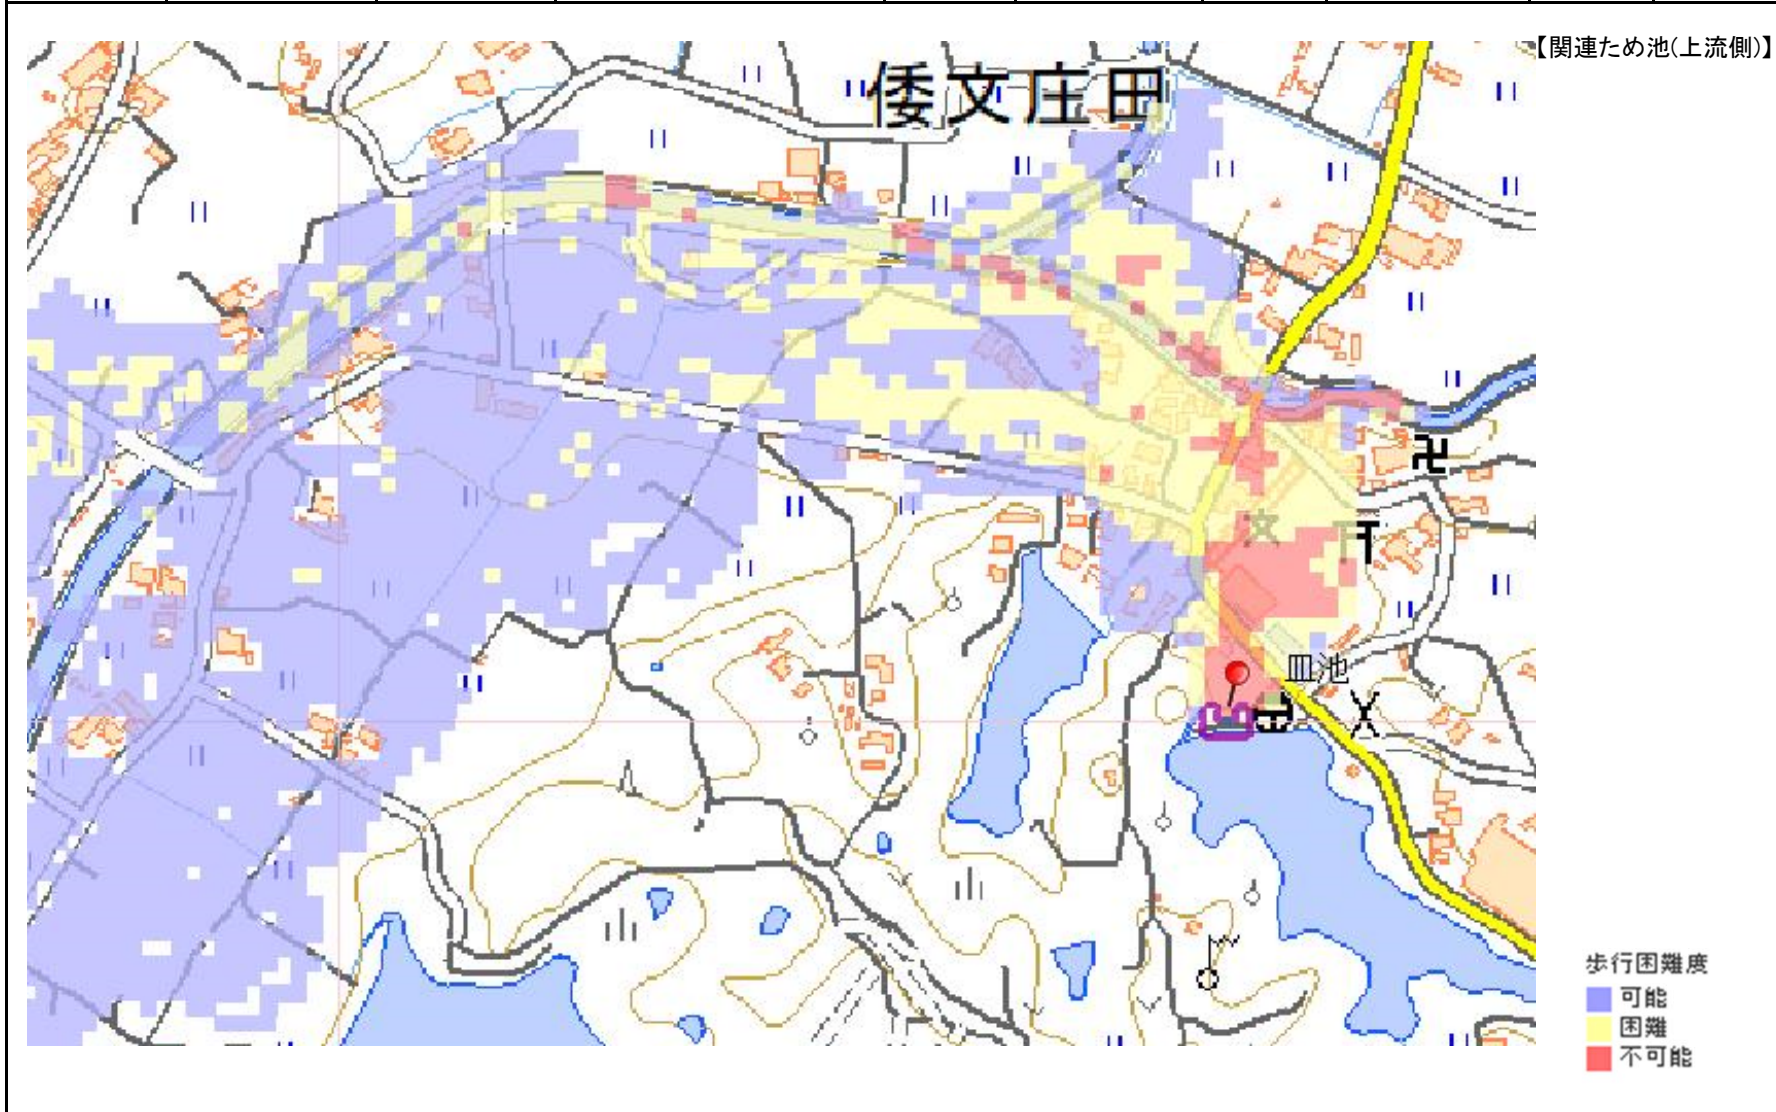 【関連ため池(上流側)】
倭文庄田
皿池
歩行困難度
可能
困難
不可能